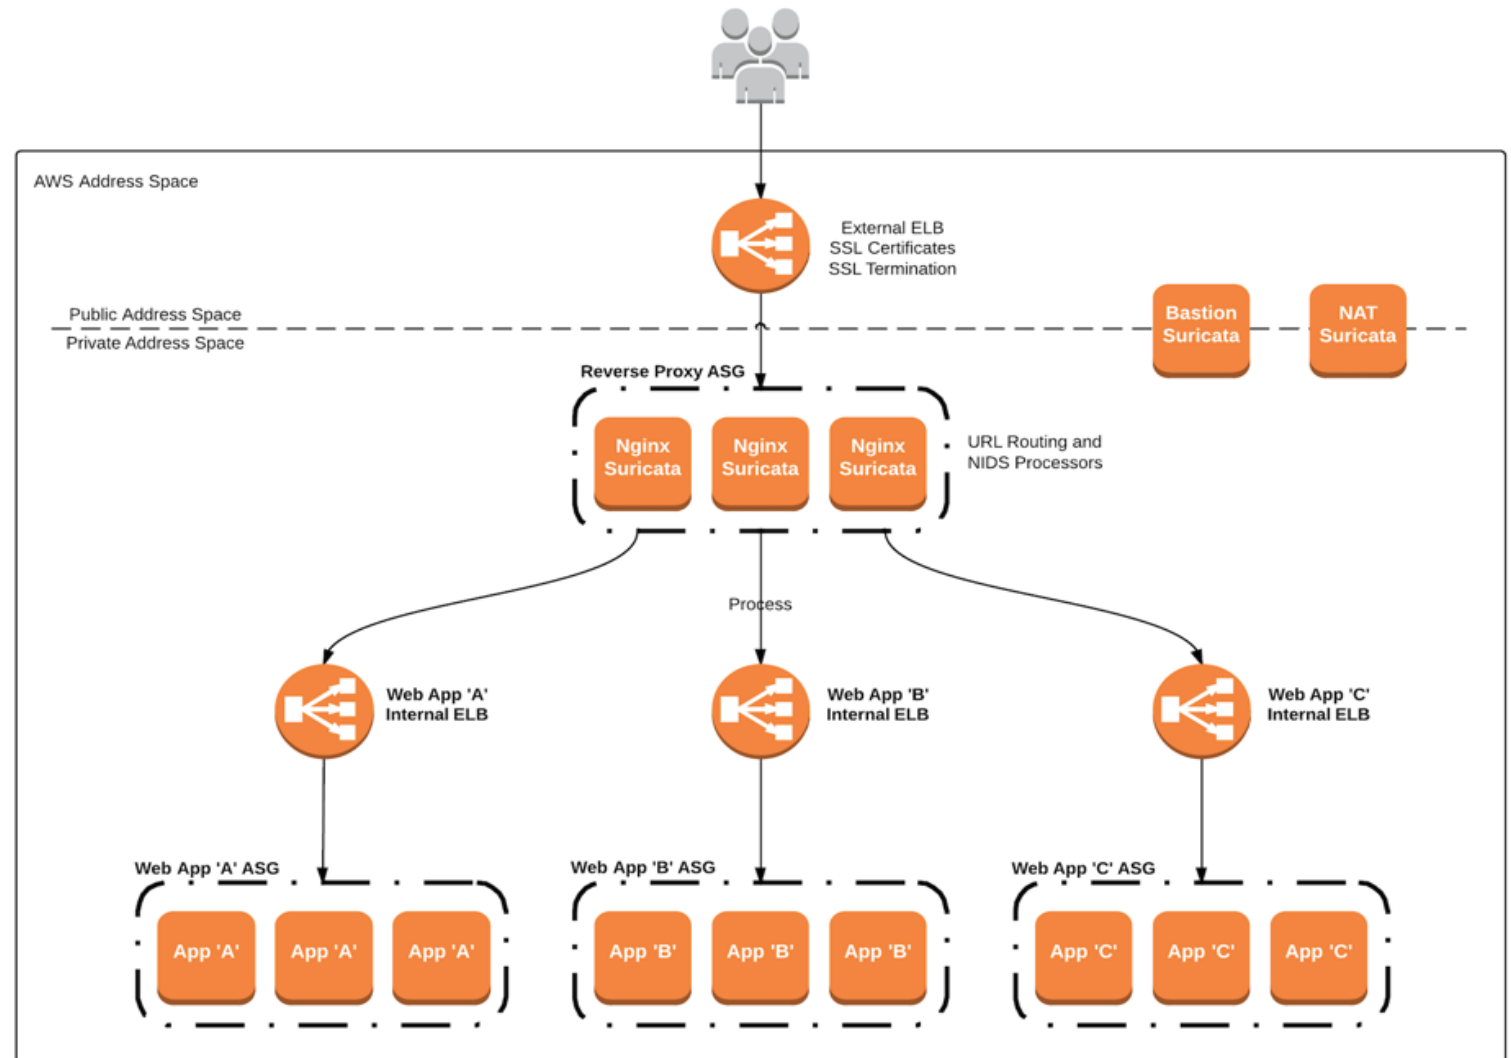 AWS Address Space
External ELB
SSL Certificates
SSL Termination
Public Address Space
Private Address Space
Bastion
Suricata
NAT
Suricata
Reverse Proxy ASG
Nginx
Suricata
Nginx
Suricata
Nginx
Suricata
URL Routing and
NIDS Processors
Process
Web App 'A'
Internal ELB
Web App 'B'
Internal ELB
Web App 'C'
Internal ELB
Web App 'A' ASG
Web App 'B' ASG
Web App 'C' ASG
App 'A'
App 'A'
App 'A'
App 'B'
App 'B'
App 'B'
App 'C'
App 'C'
App 'C'